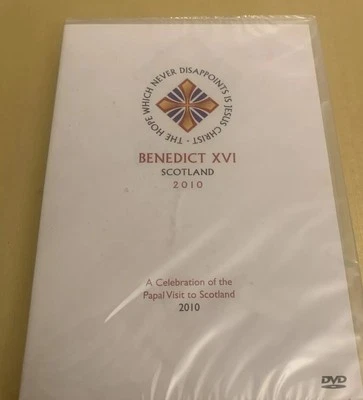 · THE HOPE WHICH NEVER DISAPPOINTS IS JESUS CHRIST
BENEDICT XVI
SCOTLAND
2010
A Celebration of the
Papal Visit to Scotland
2010
DVD